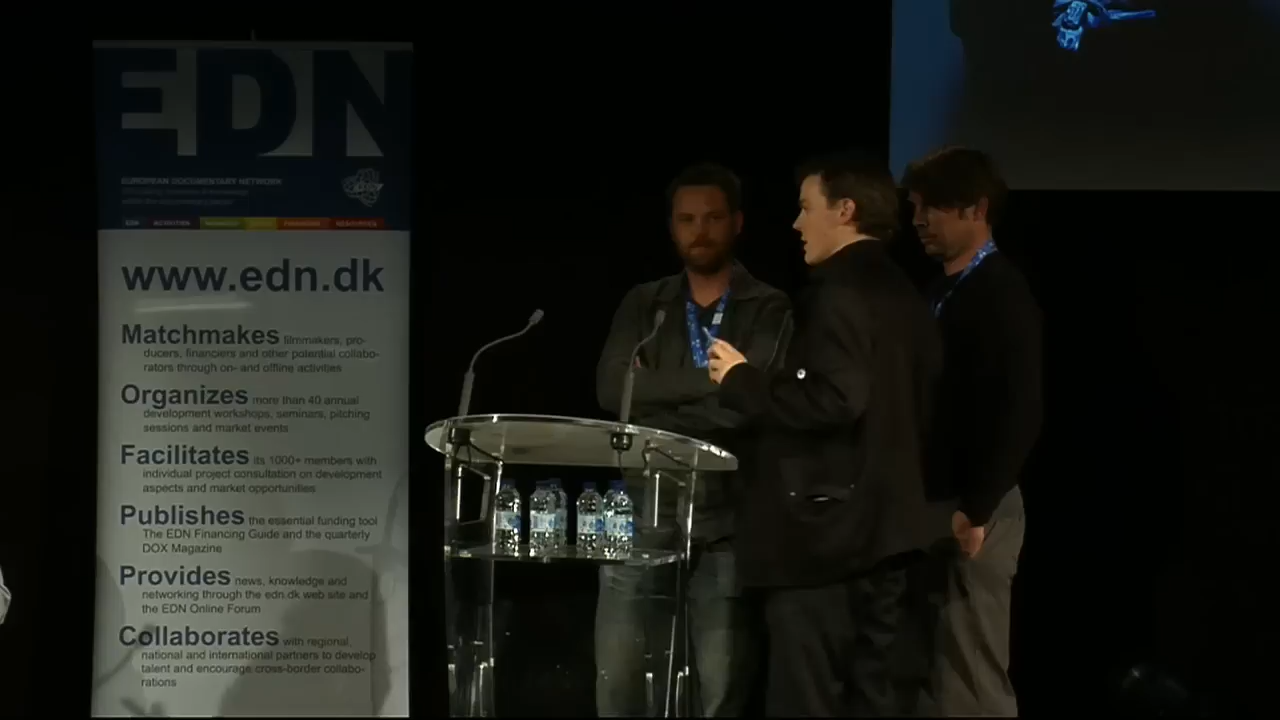 EDN
EUROPEAN DOCUMENTARY NETWORK
www.edn.dk
Matchmakes filmmakers, pro-
ducers, financiers and other potential collabo-
rators through on- and offline activities
Organizes more than 40 annual
development workshops, seminars, pitching
sessions and market events
Facilitates its 1000+ members with
individual project consultation on development
aspects and market opportunities
Publishes the essential funding tool
The EDN Financing Guide and the quarterly
DOX Magazine
Provides news, knowledge and
networking through the edn.dk web site and
the EDN Online Forum
Collaborates with regional,
national and international partners to develop
talent and encourage cross-border collabo-
rations